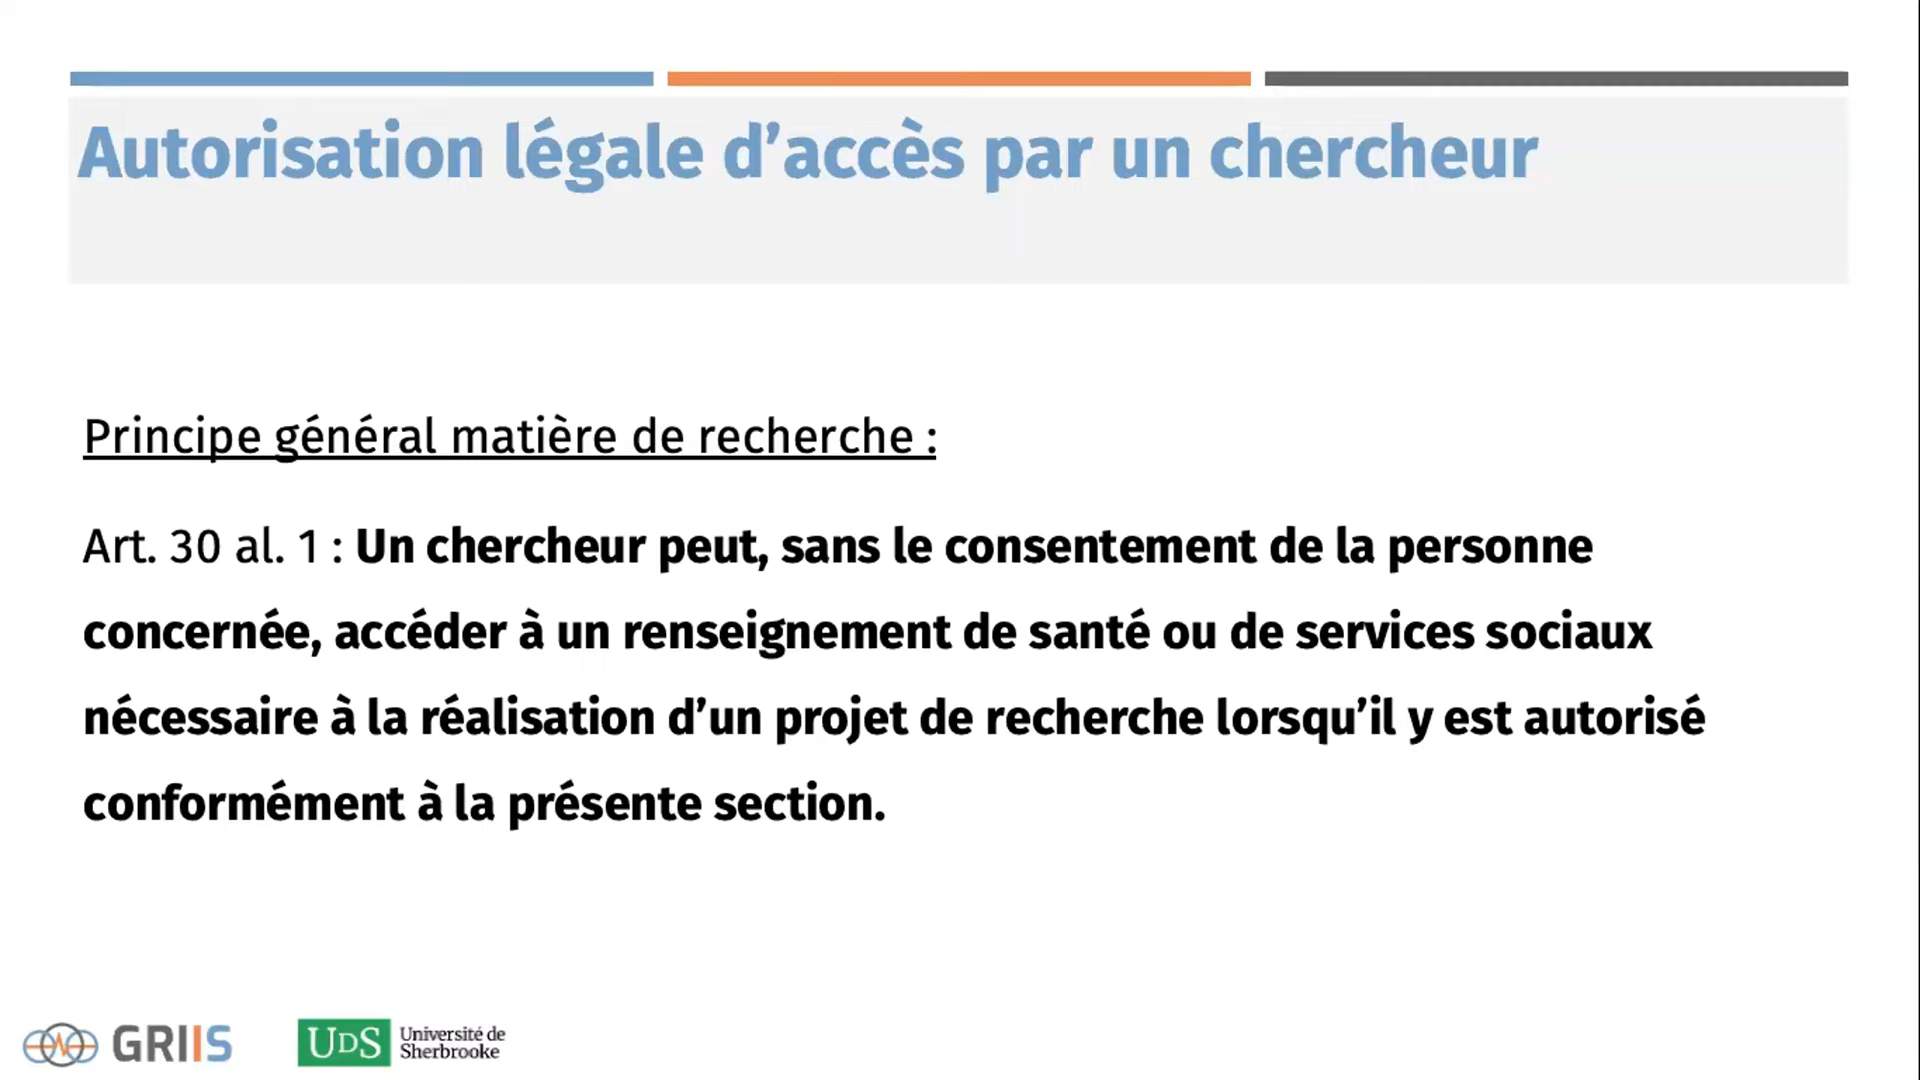 Autorisation légale d’accès par un chercheur
Principe général matière de recherche :
Art. 30 al. 1 : Un chercheur peut, sans le consentement de la personne
concernée, accéder à un renseignement de santé ou de services sociaux
nécessaire à la réalisation d’un projet de recherche lorsqu’il y est autorisé
conformément à la présente section.
GRIIS
UDS Université de
Sherbrooke